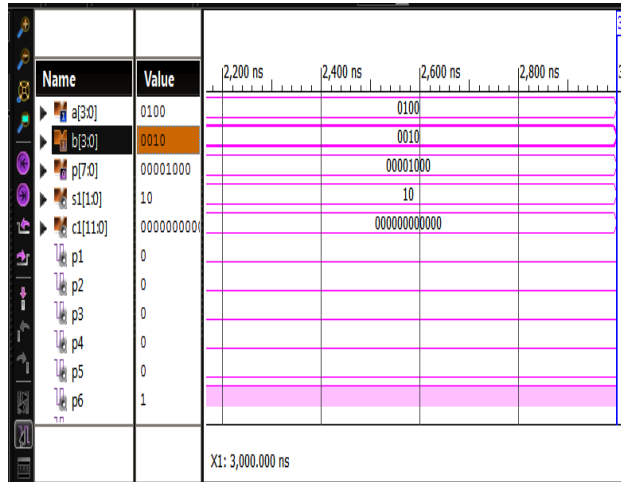 Name Value 2,200 ns 2,400 ns 2,600 ns 2,800 ns
a[3:0] 0100 0100
b[3:0] 0010 0010
p[7:0] 00001000 00001000
s1[1:0] 10 10
c1[11:0] 0000000000 000000000000
p1 0
p2 0
p3 0
p4 0
p5 0
p6 1
X1: 3,000.000 ns